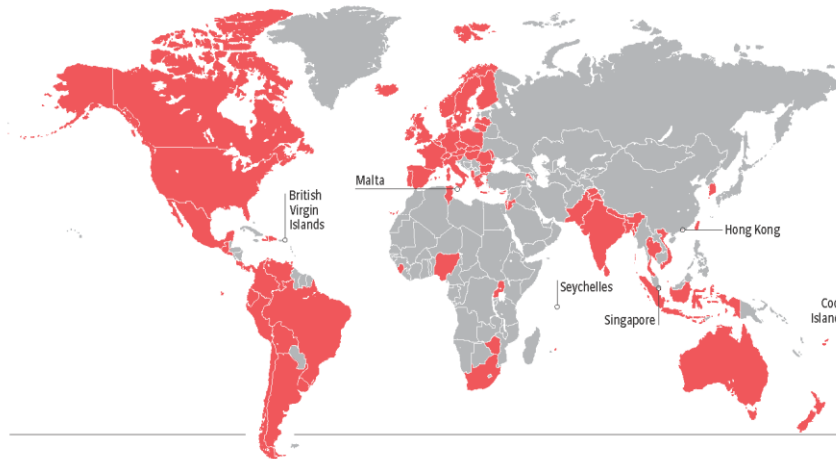 British
Virgin
Islands
Malta
Hong Kong
Seychelles
Singapore